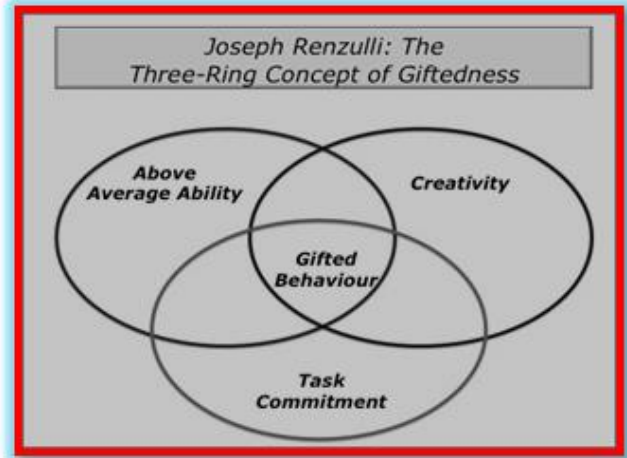 Joseph Renzulli: The
Three-Ring Concept of Giftedness
Above
Average Ability
Creativity
Gifted
Behaviour
Task
Commitment